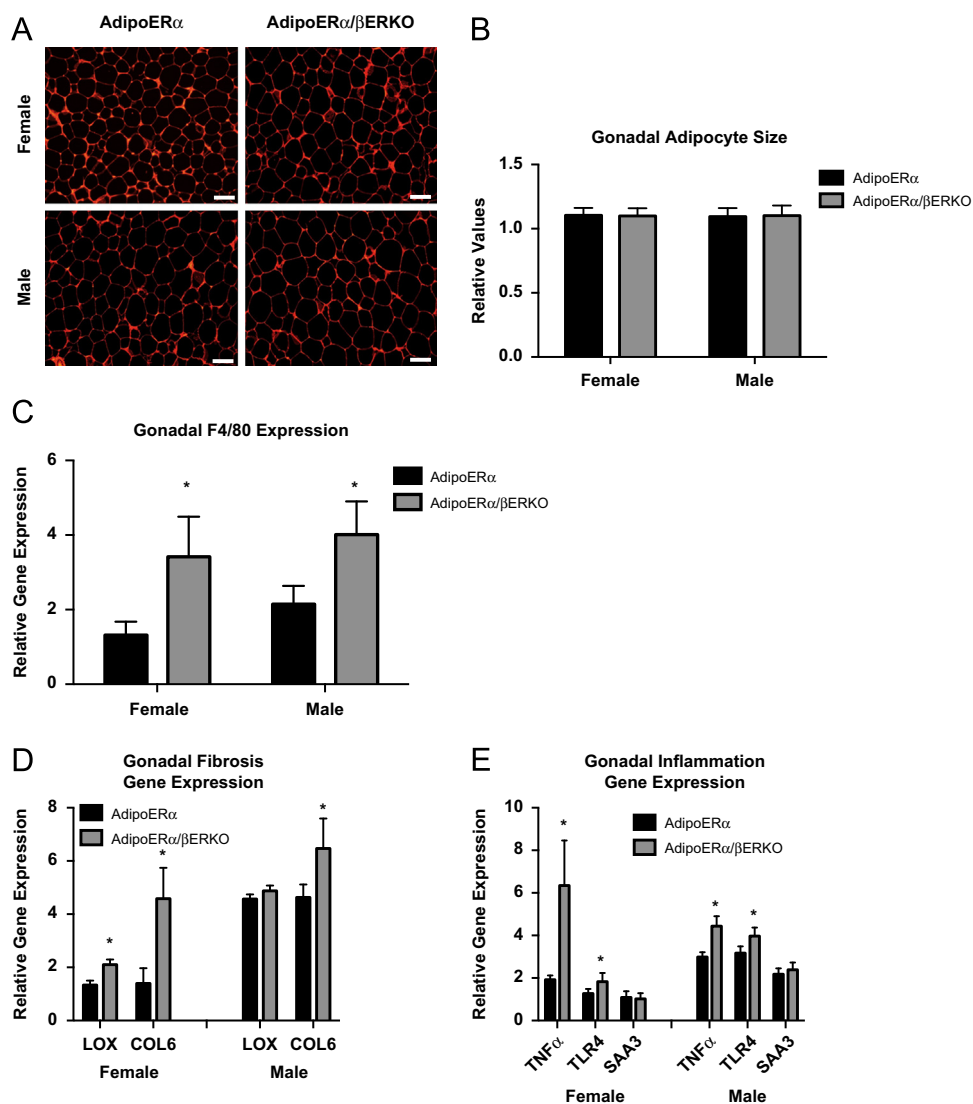 A
AdipoERα
AdipoERα/βERKO
Female
Male
B
Gonadal Adipocyte Size
AdipoERα
AdipoERα/βERKO
Relative Values
1.5
1.0
0.5
0.0
Female
Male
C
Gonadal F4/80 Expression
AdipoERα
AdipoERα/βERKO
Relative Gene Expression
6
4
2
0
*
*
Female
Male
D
Gonadal Fibrosis
Gene Expression
AdipoERα
AdipoERα/βERKO
Relative Gene Expression
8
6
4
2
0
*
*
*
LOX COL6 LOX COL6
Female Male
E
Gonadal Inflammation
Gene Expression
AdipoERα
AdipoERα/βERKO
Relative Gene Expression
10
8
6
4
2
0
*
*
*
*
TNFα TLR4 SAA3 TNFα TLR4 SAA3
Female Male